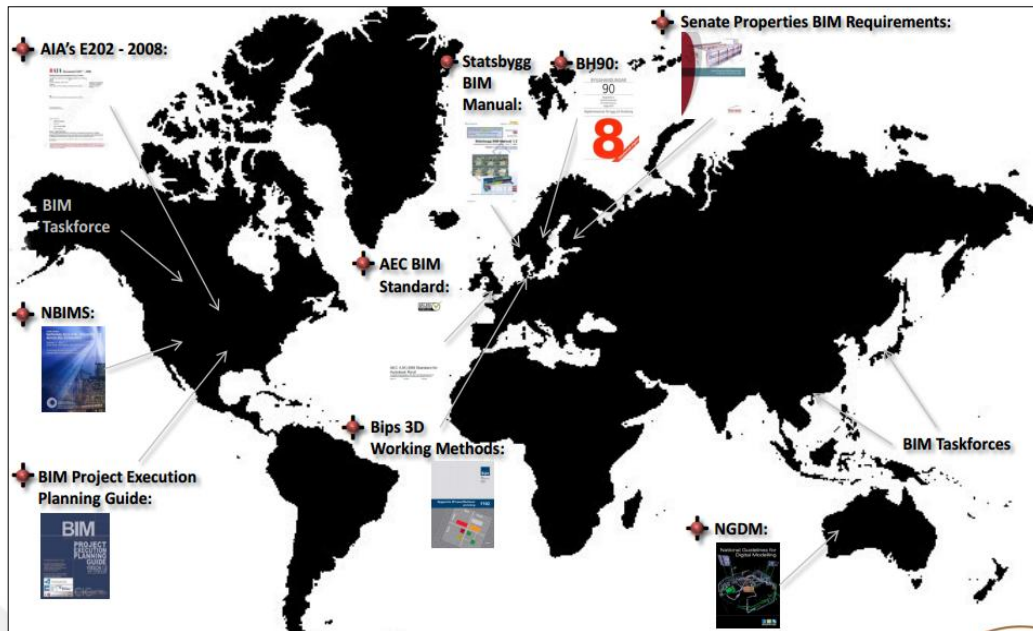 AIA's E202 - 2008:
Statsbygg
BIM
Manual:
BH90:
90
8
Senate Properties BIM Requirements:
BIM
Taskforce
AEC BIM
Standard:
NBIMS:
Bips 3D
Working Methods:
BIM Taskforces
BIM Project Execution
Planning Guide:
BIM
PROJECT
EXECUTION
PLANNING
GUIDE
NGDM:
National Guidelines for
Digital Modelling